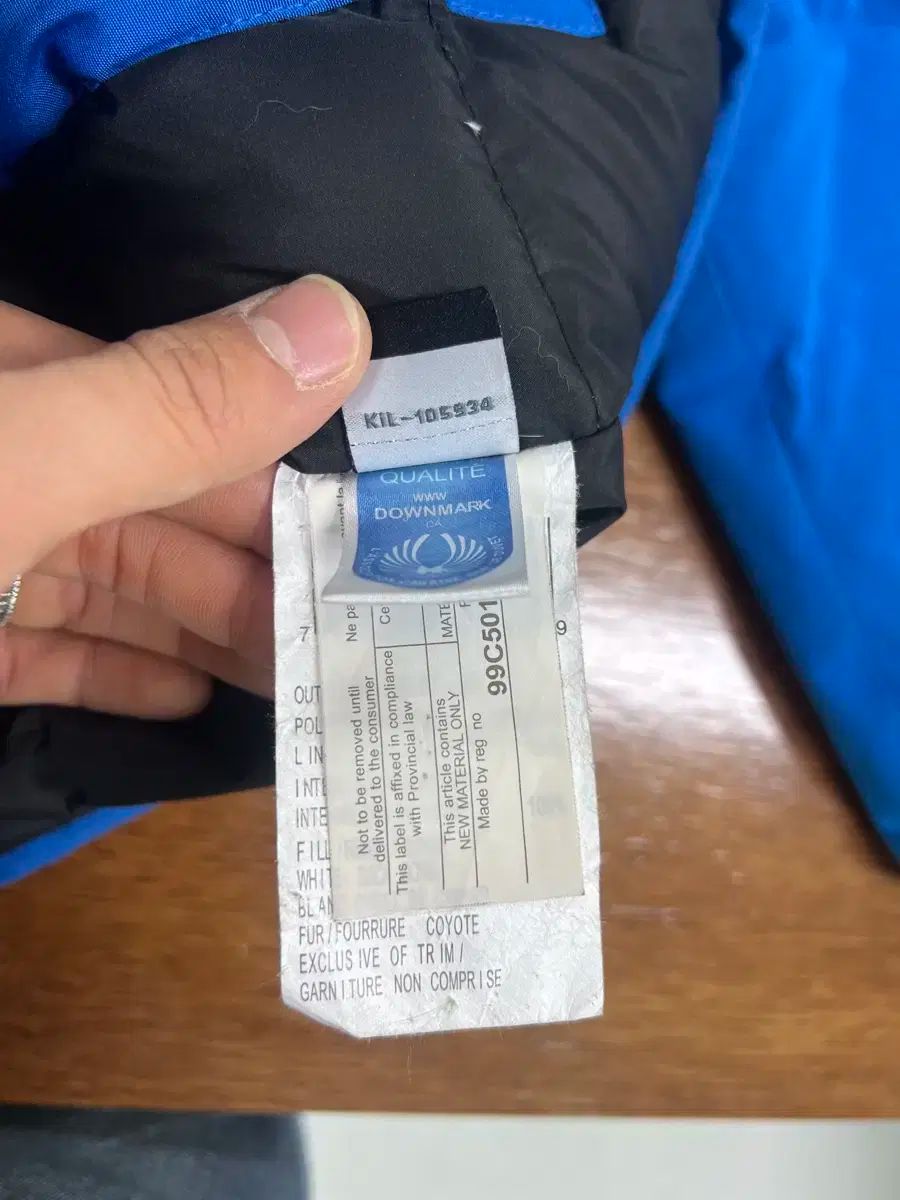 KIL-105934
QUALITÉ
WWW
DOWNMARK
CA
Ne pa
Ce
MATE
Not to be removed until
delivered to the consumer
This label is affixed in compliance
with Provincial law
This article contains
NEW MATERIAL ONLY
Made by reg no
99C501
7
9
OUT
POL
LIN
INTE
INTE
FILL
WHIT
BLAN
FUR/FOURRURE COYOTE
EXCLUSIVE OF TRIM/
GARNITURE NON COMPRISE